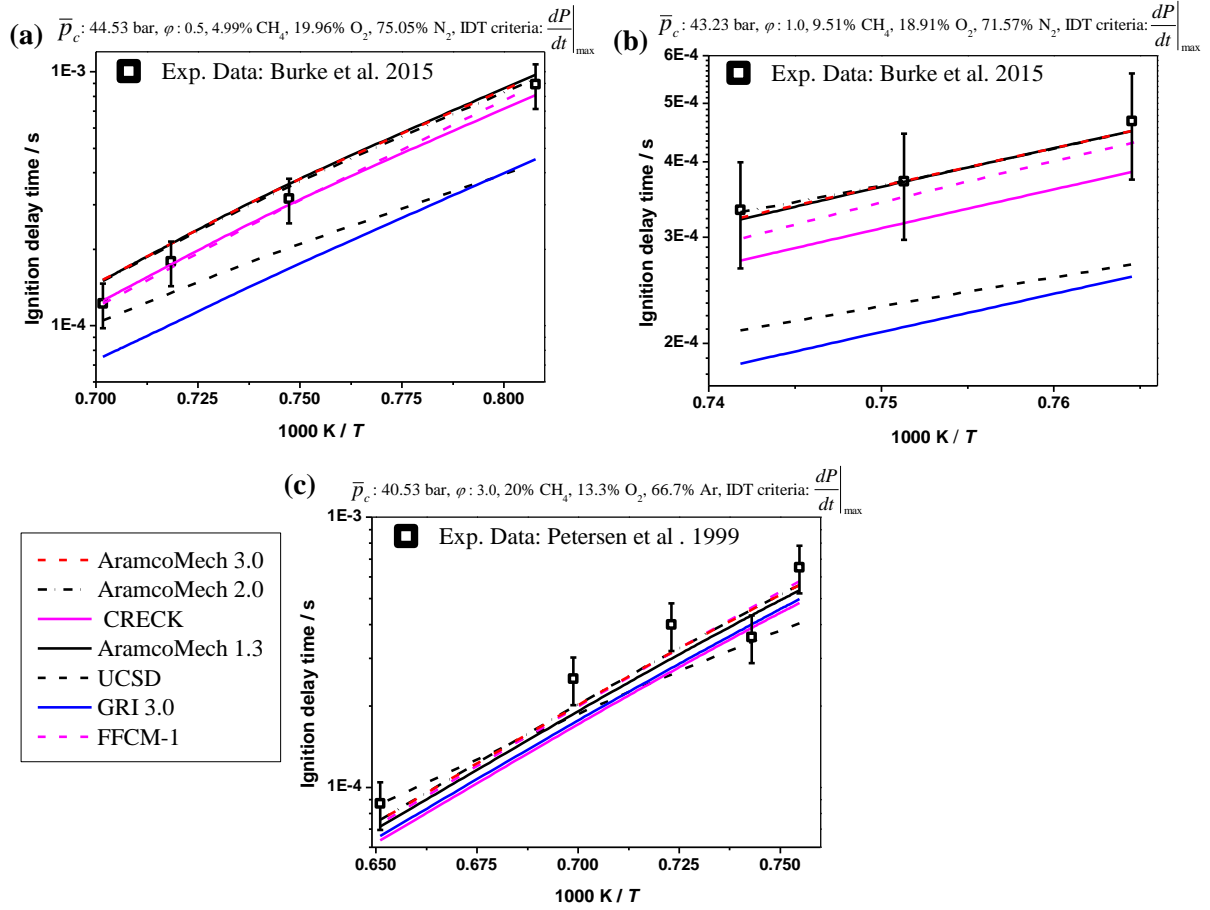 (a) p̅c : 44.53 bar, φ : 0.5, 4.99% CH4, 19.96% O2, 75.05% N2, IDT criteria: dP/dt|max
Exp. Data: Burke et al. 2015
1E-3
1E-4
Ignition delay time / s
0.700 0.725 0.750 0.775 0.800
1000 K / T
(b) p̅c : 43.23 bar, φ : 1.0, 9.51% CH4, 18.91% O2, 71.57% N2, IDT criteria: dP/dt|max
Exp. Data: Burke et al. 2015
6E-4
5E-4
4E-4
3E-4
2E-4
Ignition delay time / s
0.74 0.75 0.76
1000 K / T
(c) p̅c : 40.53 bar, φ : 3.0, 20% CH4, 13.3% O2, 66.7% Ar, IDT criteria: dP/dt|max
Exp. Data: Petersen et al . 1999
1E-3
1E-4
Ignition delay time / s
0.650 0.675 0.700 0.725 0.750
1000 K / T
AramcoMech 3.0
AramcoMech 2.0
CRECK
AramcoMech 1.3
UCSD
GRI 3.0
FFCM-1